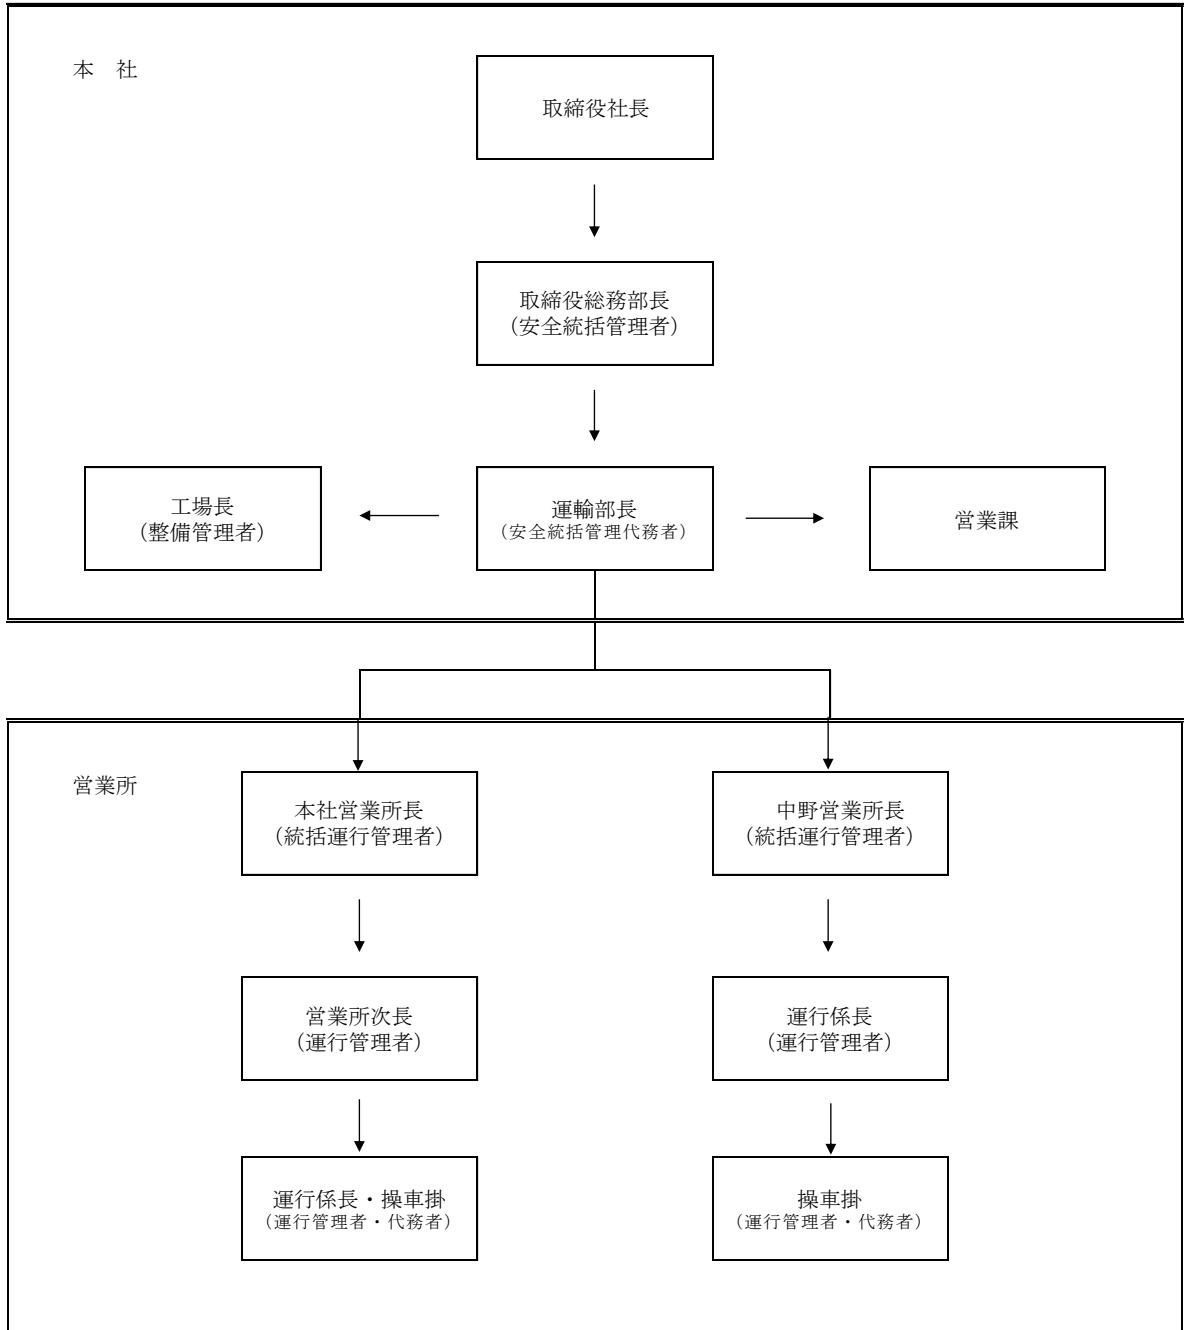 本　社
取締役社長
取締役総務部長
（安全統括管理者）
工場長
（整備管理者）
運輸部長
（安全統括管理代務者）
営業課
営業所
本社営業所長
（統括運行管理者）
中野営業所長
（統括運行管理者）
営業所次長
（運行管理者）
運行係長
（運行管理者）
運行係長・操車掛
（運行管理者・代務者）
操車掛
（運行管理者・代務者）